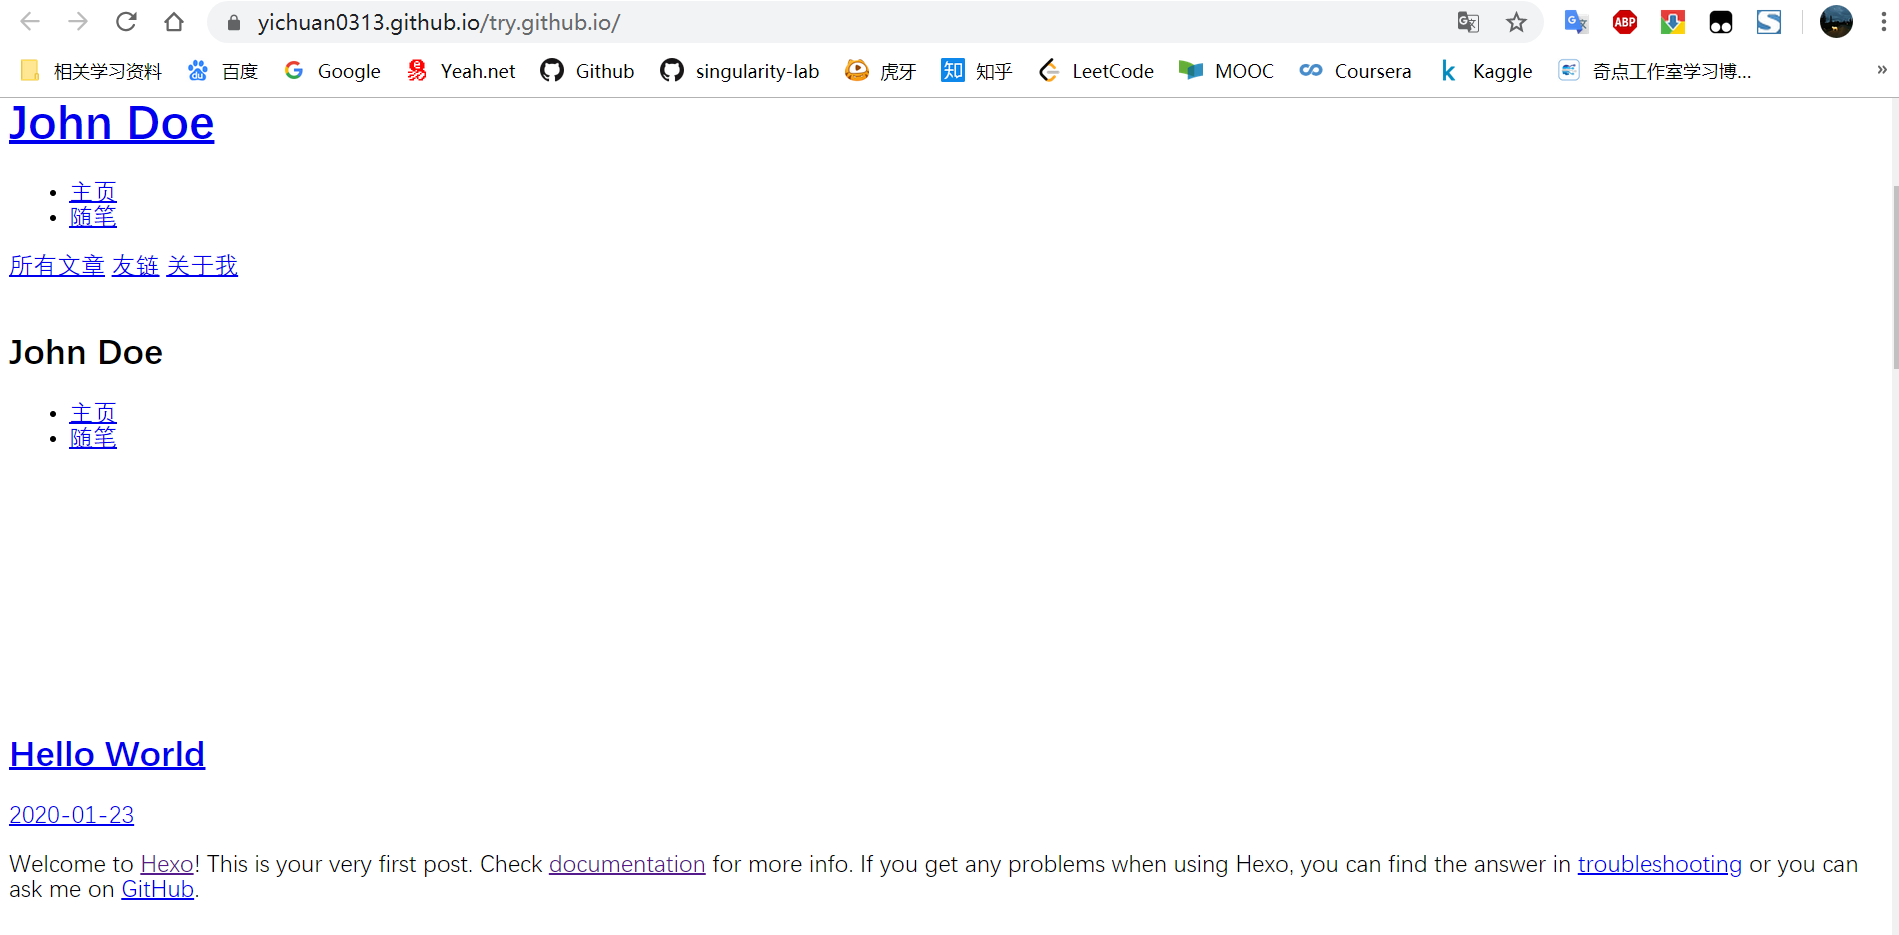 yichuan0313.github.io/try.github.io/
ABP
相关学习资料 百度 Google Yeah.net Github singularity-lab 虎牙 知 知乎 LeetCode MOOC Coursera Kaggle 奇点工作室学习博... »
John Doe
• 主页
• 随笔
所有文章 友链 关于我
John Doe
• 主页
• 随笔
Hello World
2020-01-23
Welcome to Hexo! This is your very first post. Check documentation for more info. If you get any problems when using Hexo, you can find the answer in troubleshooting or you can
ask me on GitHub.